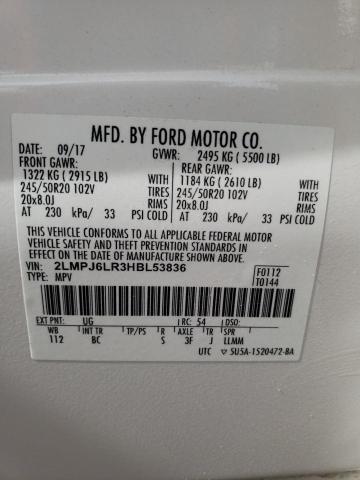 MFD. BY FORD MOTOR CO.
DATE: 09/17 GVWR: 2495 KG ( 5500 LB)
FRONT GAWR: REAR GAWR:
1322 KG ( 2915 LB) 1184 KG ( 2610 LB)
245/50R20 102V WITH TIRES 245/50R20 102V WITH TIRES
20x8.0J RIMS 20x8.0J RIMS
AT 230 kPa/ 33 PSI COLD AT 230 kPa/ 33 PSI COLD
THIS VEHICLE CONFORMS TO ALL APPLICABLE FEDERAL MOTOR
VEHICLE SAFETY AND THEFT PREVENTION STANDARDS IN
EFFECT ON THE DATE OF MANUFACTURE SHOWN ABOVE.
VIN: 2LMPJ6LR3HBL53836 F0112
TYPE: MPV T0144
EXT PNT: UG RC: 54 DSO:
WB INT TR TP/PS R AXLE TR SPR
112 BC S 3F J LLMM
UTC 5U5A-1520472-BA